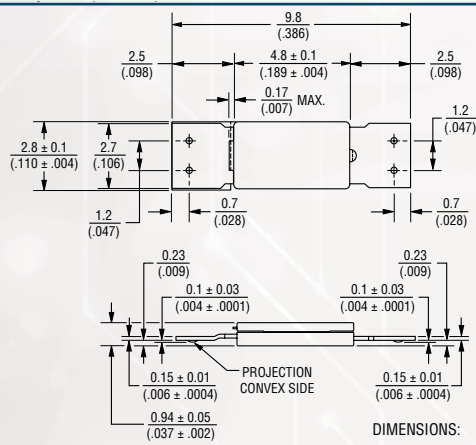 9.8
(.386)
2.5
(.098)
4.8 ± 0.1
(.189 ± .004)
2.5
(.098)
0.17
(.007) MAX.
1.2
(.047)
2.8 ± 0.1
(.110 ± .004)
2.7
(.106)
1.2
(.047)
0.7
(.028)
0.7
(.028)
0.23
(.009)
0.23
(.009)
0.1 ± 0.03
(.004 ± .0001)
0.1 ± 0.03
(.004 ± .0001)
PROJECTION
CONVEX SIDE
0.15 ± 0.01
(.006 ± .0004)
0.15 ± 0.01
(.006 ± .0004)
0.94 ± 0.05
(.037 ± .002)
DIMENSIONS: